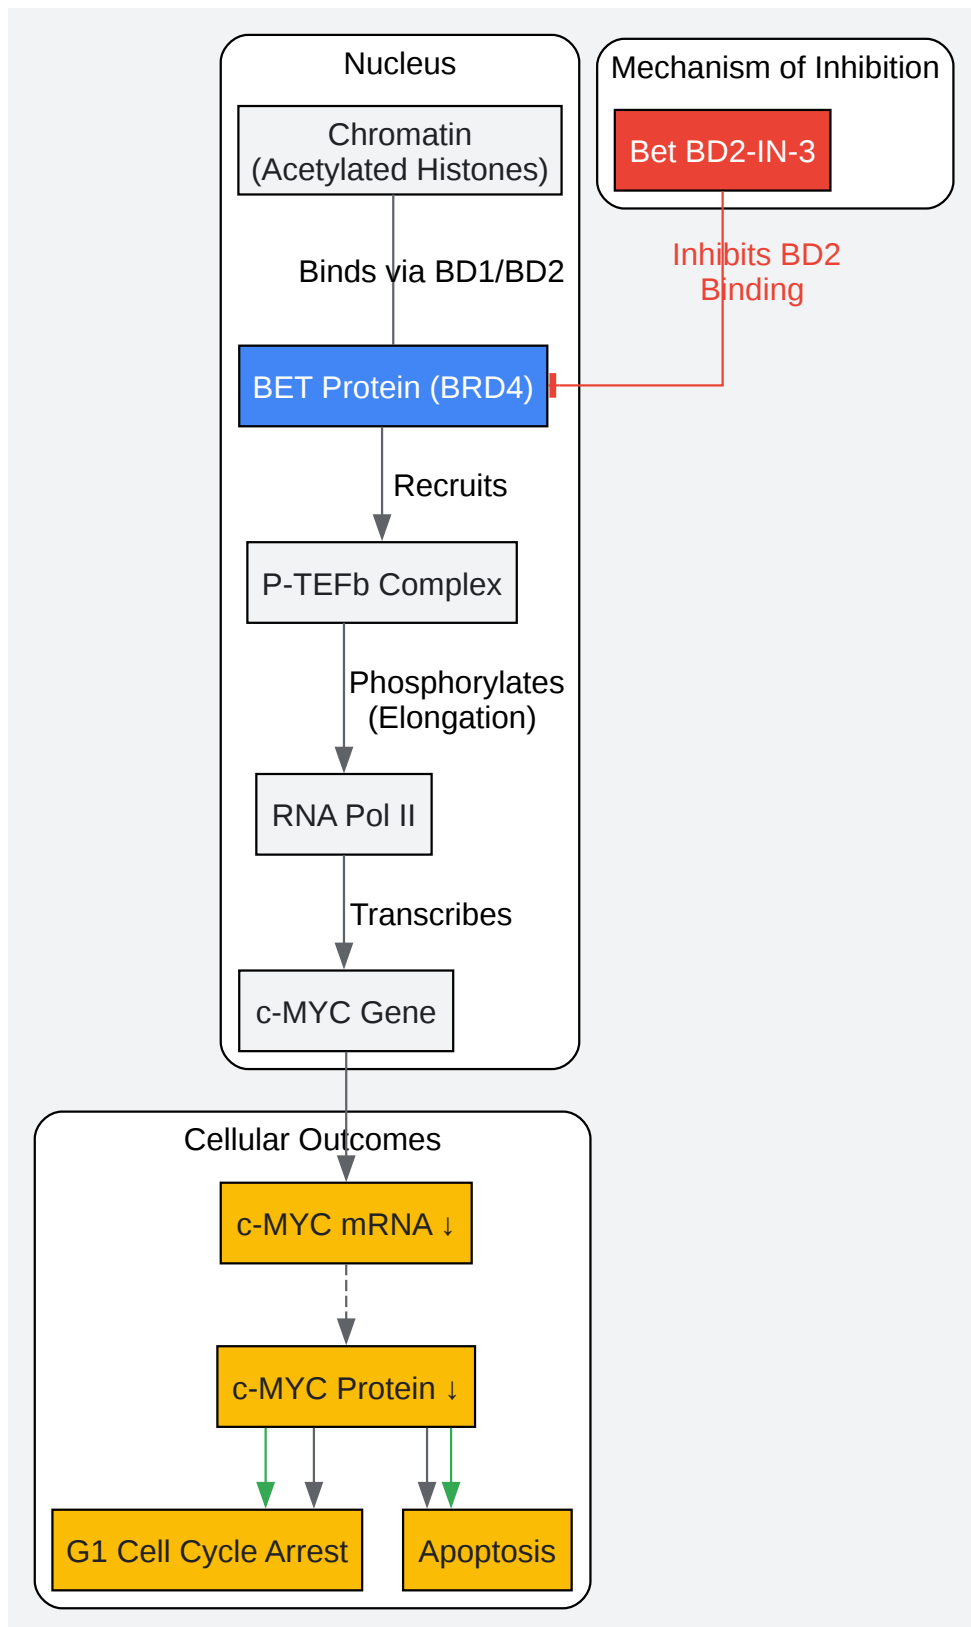 Nucleus
Mechanism of Inhibition
Chromatin
(Acetylated Histones)
Bet BD2-IN-3
Binds via BD1/BD2
Inhibits BD2
Binding
BET Protein (BRD4)
Recruits
P-TEFb Complex
Phosphorylates
(Elongation)
RNA Pol II
Transcribes
c-MYC Gene
Cellular Outcomes
c-MYC mRNA ↓
c-MYC Protein ↓
G1 Cell Cycle Arrest
Apoptosis